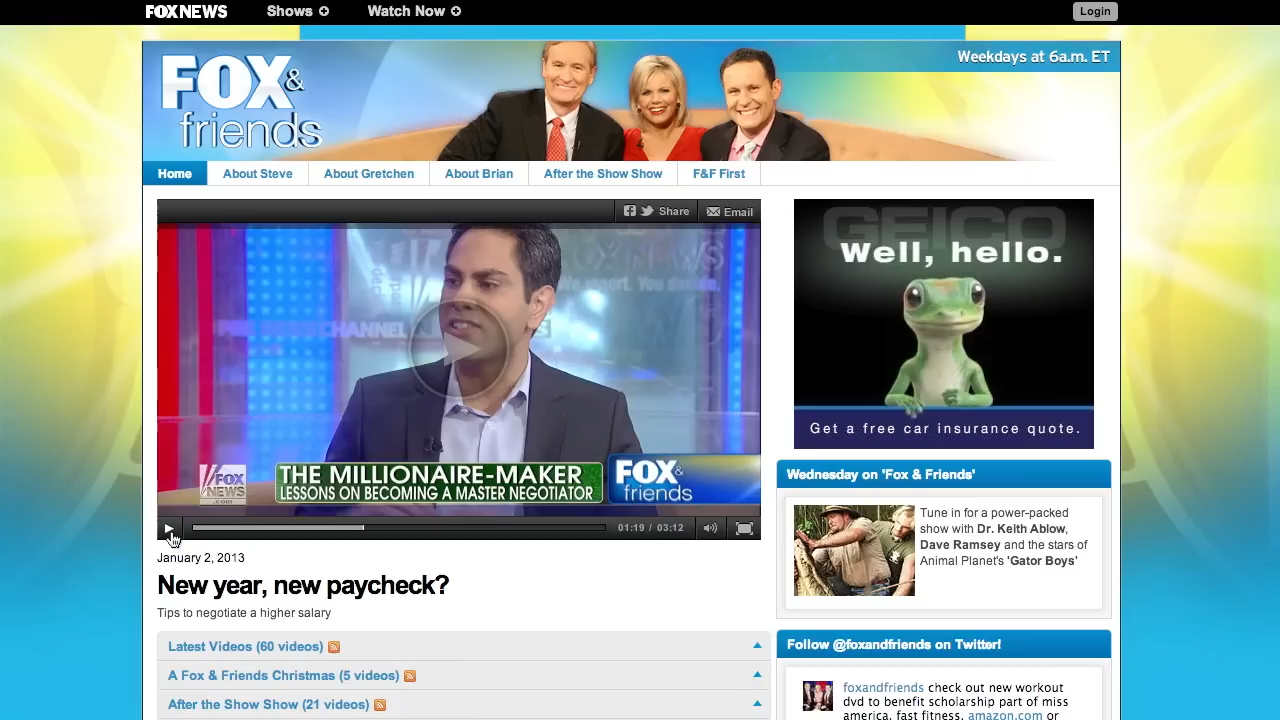 FOX NEWS
Shows
Watch Now
Login
FOX &
friends
Weekdays at 6a.m. ET
Home
About Steve
About Gretchen
About Brian
After the Show Show
F&F First
Share
Email
FOX NEWS
CHANNEL
THE MILLIONAIRE-MAKER
LESSONS ON BECOMING A MASTER NEGOTIATOR
FOX
NEWS
.com
FOX &
friends
01:19 / 03:12
January 2, 2013
New year, new paycheck?
Tips to negotiate a higher salary
Latest Videos (60 videos)
A Fox & Friends Christmas (5 videos)
After the Show Show (21 videos)
GEICO
Well, hello.
Get a free car insurance quote.
Wednesday on 'Fox & Friends'
Tune in for a power-packed
show with Dr. Keith Ablow,
Dave Ramsey and the stars of
Animal Planet's 'Gator Boys'
Follow @foxandfriends on Twitter!
foxandfriends check out new workout
dvd to benefit scholarship part of miss
america. fast fitness. amazon.com or